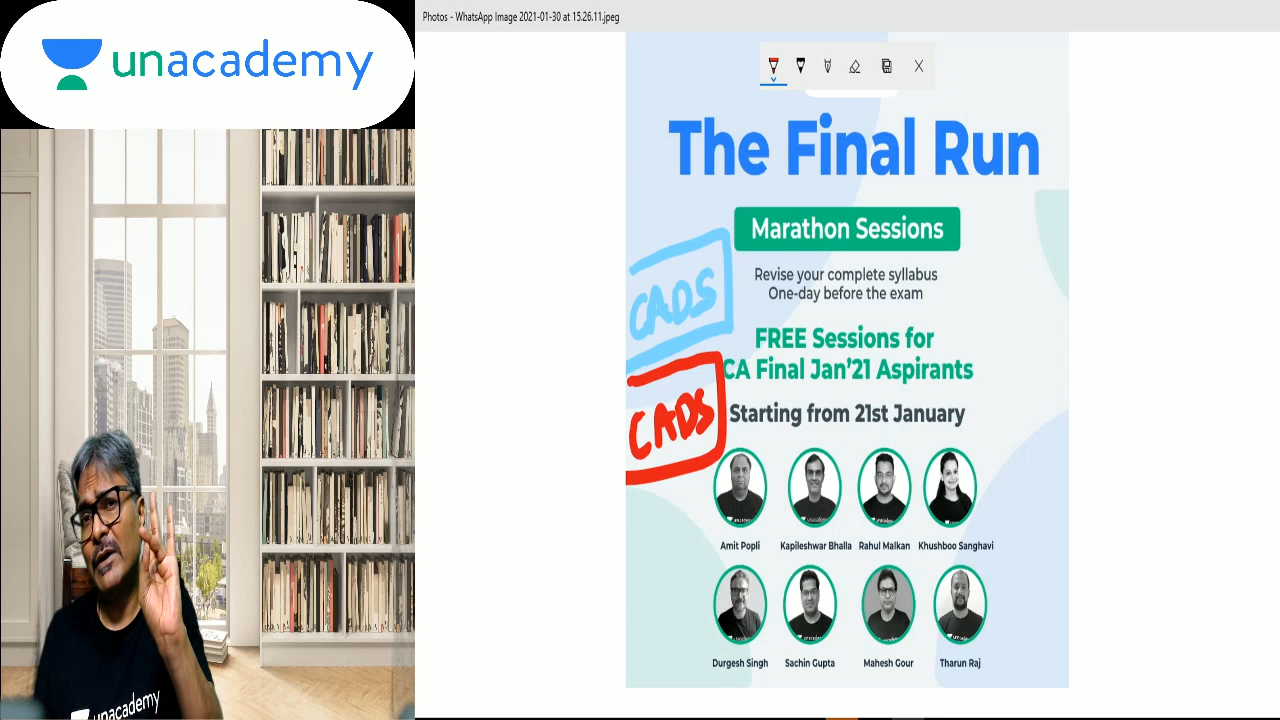 unacademy
Photos - WhatsApp Image 2021-01-30 at 15.26.11.jpeg
The Final Run
Marathon Sessions
Revise your complete syllabus
One-day before the exam
CADS
FREE Sessions for
CA Final Jan'21 Aspirants
CADS
Starting from 21st January
Amit Popli
Kapileshwar Bhalla
Rahul Malkan
Khushboo Sanghavi
Durgesh Singh
Sachin Gupta
Mahesh Gour
Tharun Raj
unacademy